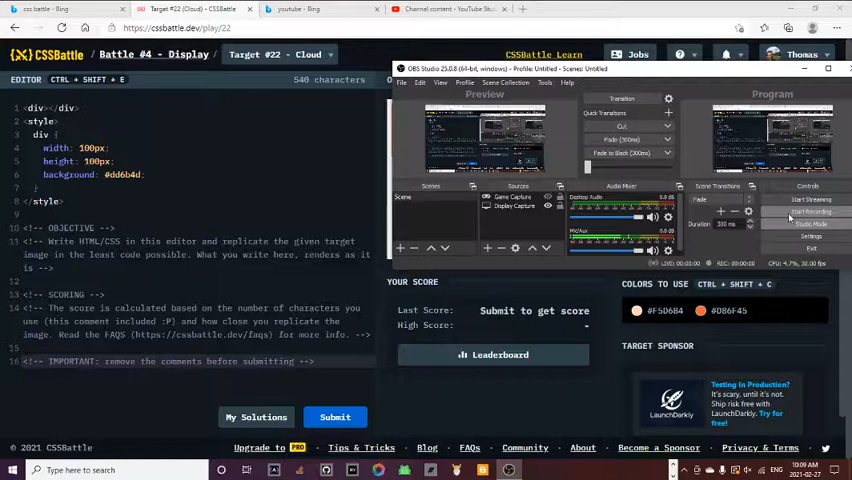 css battle - Bing
Target #22 (Cloud) - CSSBattle
youtube - Bing
Channel content - YouTube Stu
https://cssbattle.dev/play/22
CSSBattle
Battle #4 - Display
Target #22 - Cloud
CSSBattle Learn
Jobs
Thomas
EDITOR CTRL + SHIFT + E
540 characters
1 <div></div>
2 <style>
3 div {
4 width: 100px;
5 height: 100px;
6 background: #dd6b4d;
7 }
8 </style>
9
10 <!-- OBJECTIVE -->
11 <!-- Write HTML/CSS in this editor and replicate the given target
image in the least code possible. What you write here, renders as
it is -->
12
13 <!-- SCORING -->
14 <!-- The score is calculated based on the number of characters you
use (this comment included :P) and how close you replicate the
image. Read the FAQS (https://cssbattle.dev/faqs) for more info. -->
15
16 <!-- IMPORTANT: remove the comments before submitting -->
My Solutions
Submit
OBS Studio 25.0.8 (64-bit, windows) - Profile: Untitled - Scenes: Untitled
File Edit View Profile Scene Collection Tools Help
Preview
Transition
Quick Transitions
Cut
Fade (300ms)
Fade to Black (300ms)
Program
Scenes
Scene
Sources
Game Capture
Display Capture
Audio Mixer
Desktop Audio 0.0 dB
Mic/Aux 0.0 dB
Scene Transitions
Fade
Duration 300 ms
Controls
Start Streaming
Start Recording
Studio Mode
Settings
Exit
LIVE: 00:00:00
REC: 00:00:00
CPU: 4.7%, 30.00 fps
YOUR SCORE
Last Score: Submit to get score
High Score: -
Leaderboard
COLORS TO USE CTRL + SHIFT + C
#F5D6B4
#D86F45
TARGET SPONSOR
LaunchDarkly
Testing in Production?
It's scary, until it's not.
Ship risk free with
LaunchDarkly. Try for
free!
© 2021 CSSBattle
Upgrade to PRO
Tips & Tricks
Blog
FAQs
Community
About
Become a Sponsor
Privacy & Terms
Type here to search
ENG
10:09 AM
2021-02-27